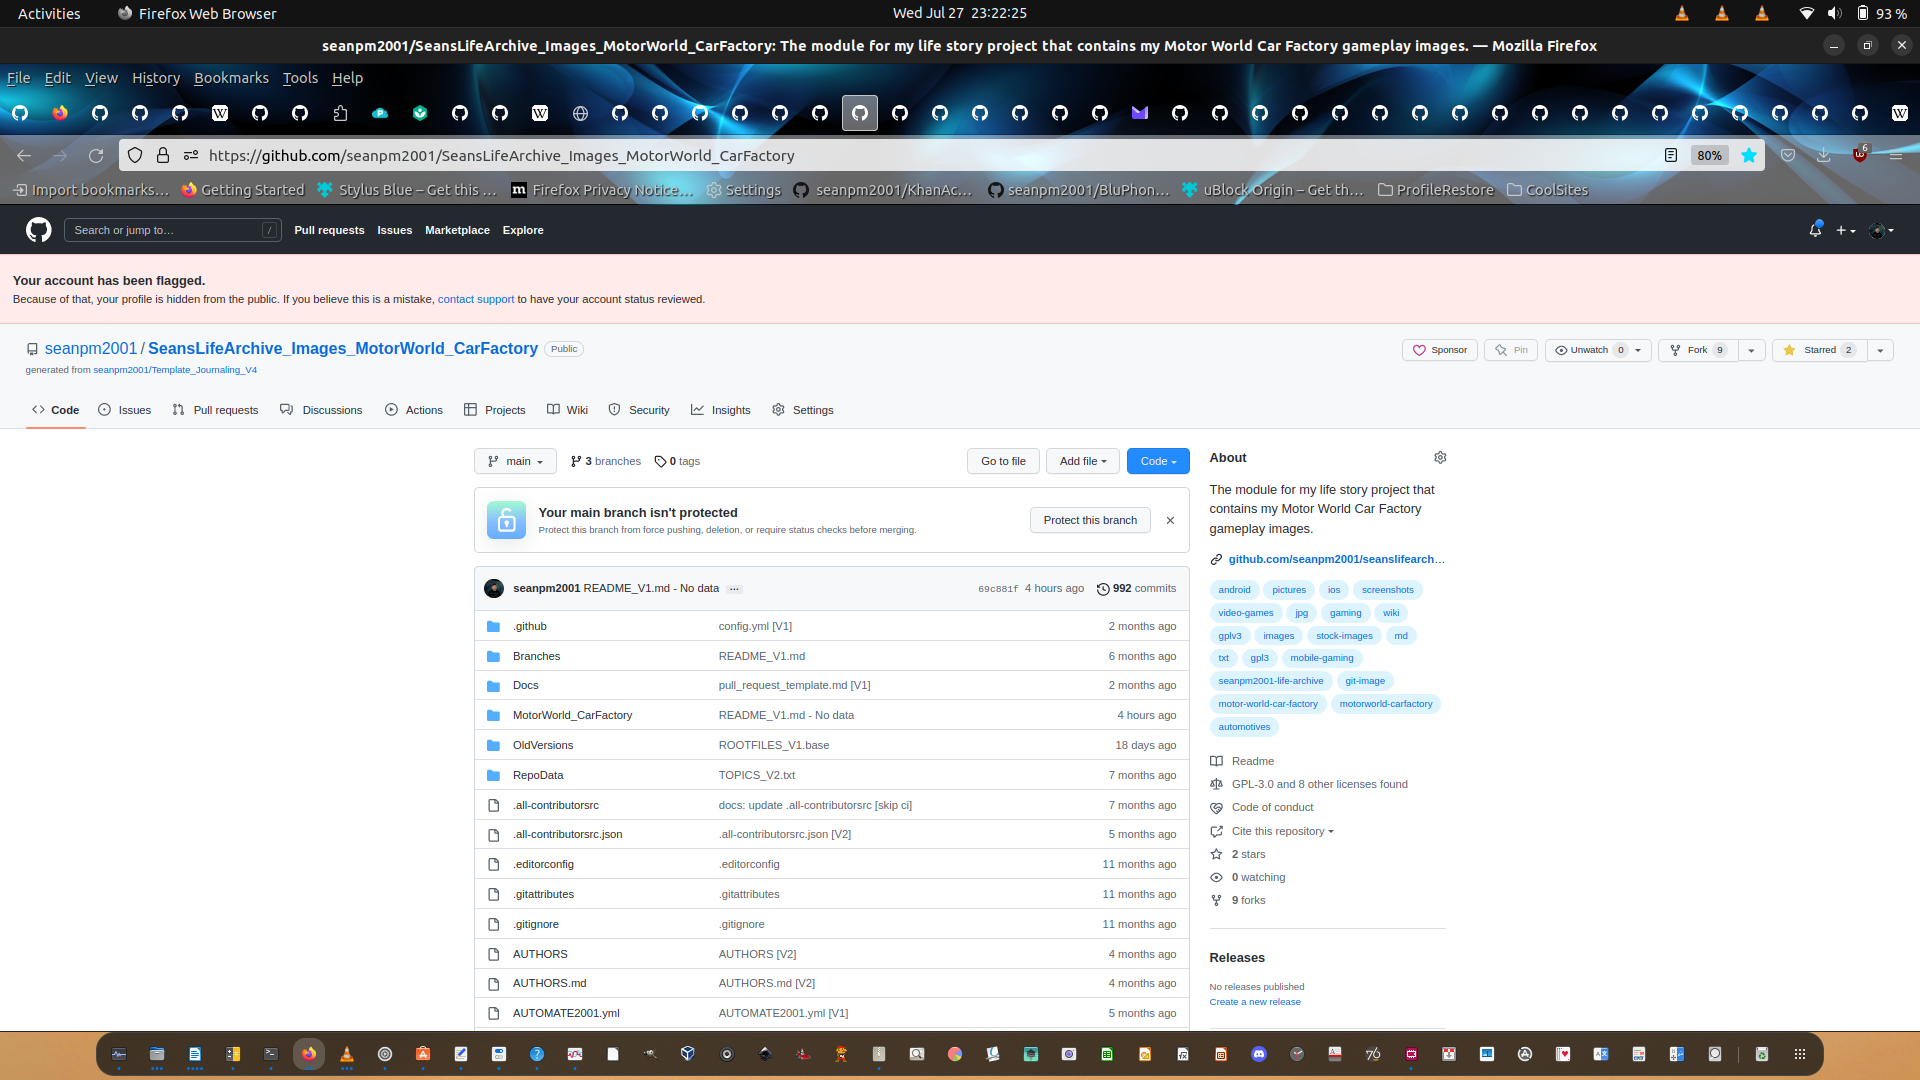 Activities Firefox Web Browser Wed Jul 27 23:22:25 93 %
seanpm2001/SeansLifeArchive_Images_MotorWorld_CarFactory: The module for my life story project that contains my Motor World Car Factory gameplay images. — Mozilla Firefox
File Edit View History Bookmarks Tools Help
https://github.com/seanpm2001/SeansLifeArchive_Images_MotorWorld_CarFactory 80% 6
Import bookmarks… Getting Started Stylus Blue – Get this … Firefox Privacy Notice… Settings seanpm2001/KhanAc… seanpm2001/BluPhon… uBlock Origin – Get th… ProfileRestore CoolSites
Search or jump to… / Pull requests Issues Marketplace Explore
Your account has been flagged.
Because of that, your profile is hidden from the public. If you believe this is a mistake, contact support to have your account status reviewed.
seanpm2001 / SeansLifeArchive_Images_MotorWorld_CarFactory Public Sponsor Pin Unwatch 0 Fork 9 Starred 2
generated from seanpm2001/Template_Journaling_V4
Code Issues Pull requests Discussions Actions Projects Wiki Security Insights Settings
main 3 branches 0 tags Go to file Add file Code
Your main branch isn't protected
Protect this branch from force pushing, deletion, or require status checks before merging.
Protect this branch
seanpm2001 README_V1.md - No data … 69c881f 4 hours ago 992 commits
.github config.yml [V1] 2 months ago
Branches README_V1.md 6 months ago
Docs pull_request_template.md [V1] 2 months ago
MotorWorld_CarFactory README_V1.md - No data 4 hours ago
OldVersions ROOTFILES_V1.base 18 days ago
RepoData TOPICS_V2.txt 7 months ago
.all-contributorsrc docs: update .all-contributorsrc [skip ci] 7 months ago
.all-contributorsrc.json .all-contributorsrc.json [V2] 5 months ago
.editorconfig .editorconfig 11 months ago
.gitattributes .gitattributes 11 months ago
.gitignore .gitignore 11 months ago
AUTHORS AUTHORS [V2] 4 months ago
AUTHORS.md AUTHORS.md [V2] 4 months ago
AUTOMATE2001.yml AUTOMATE2001.yml [V1] 5 months ago
About
The module for my life story project that
contains my Motor World Car Factory
gameplay images.
github.com/seanpm2001/seanslifearch…
android pictures ios screenshots
video-games jpg gaming wiki
gplv3 images stock-images md
txt gpl3 mobile-gaming
seanpm2001-life-archive git-image
motor-world-car-factory motorworld-carfactory
automotives
Readme
GPL-3.0 and 8 other licenses found
Code of conduct
Cite this repository
2 stars
0 watching
9 forks
Releases
No releases published
Create a new release